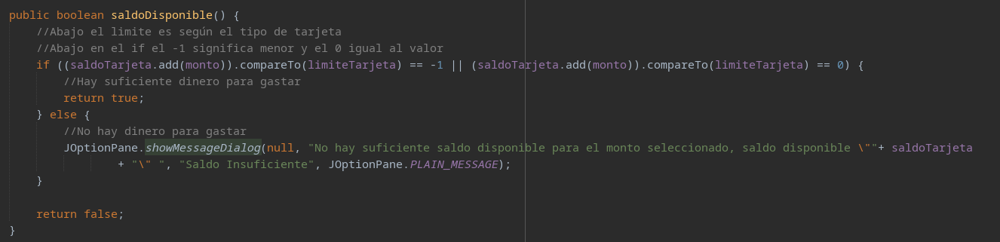 public boolean saldoDisponible() {
//Abajo el limite es según el tipo de tarjeta
//Abajo en el if el -1 significa menor y el 0 igual al valor
if ((saldoTarjeta.add(monto)).compareTo(limiteTarjeta) == -1 || (saldoTarjeta.add(monto)).compareTo(limiteTarjeta) == 0) {
//Hay suficiente dinero para gastar
return true;
} else {
//No hay dinero para gastar
JOptionPane.showMessageDialog(null, "No hay suficiente saldo disponible para el monto seleccionado, saldo disponible \""+ saldoTarjeta
+ "\" ", "Saldo Insuficiente", JOptionPane.PLAIN_MESSAGE);
}
return false;
}